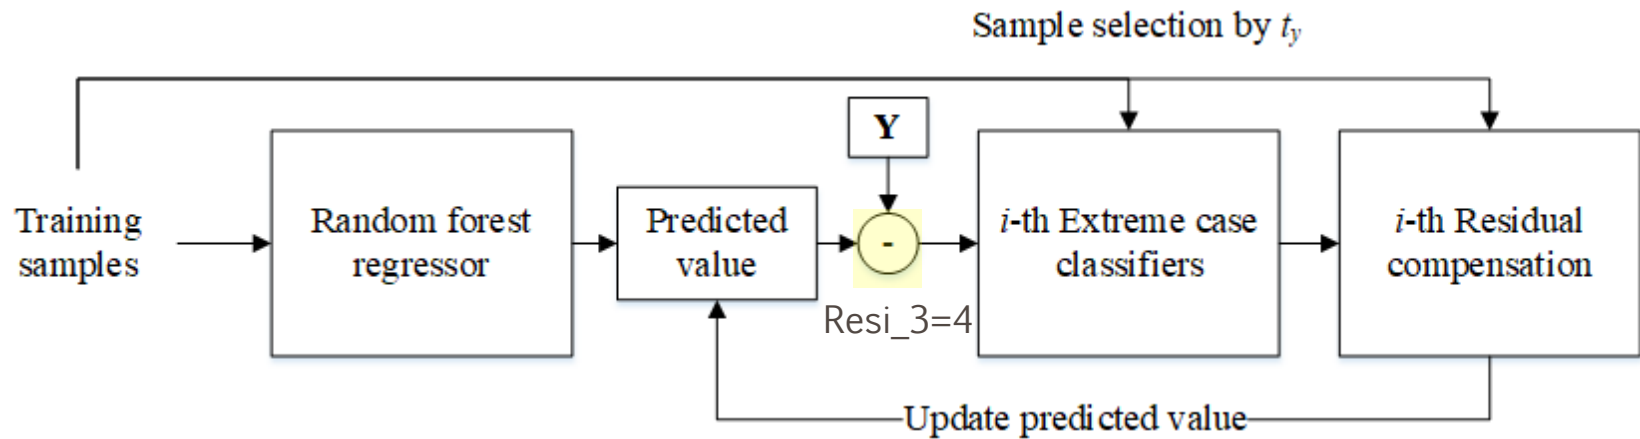 Sample selection by t_y
Y
Training
samples
Random forest
regressor
Predicted
value
-
i-th Extreme case
classifiers
i-th Residual
compensation
Resi_3=4
Update predicted value